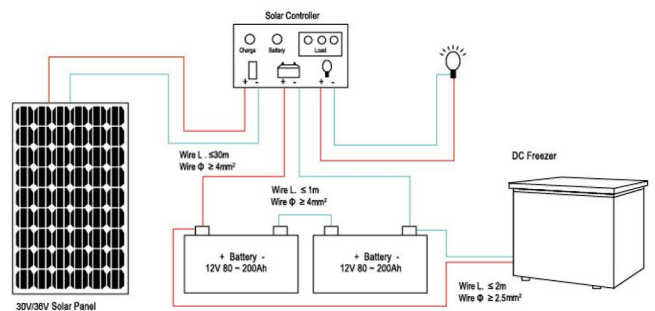 Solar Controller
Charge Battery Load
+ - + - + -
Wire L . ≤30m
Wire Φ ≥ 4mm²
DC Freezer
Wire L. ≤ 1m
Wire Φ ≥ 4mm²
+ Battery -
12V 80 ~ 200Ah
+ Battery -
12V 80 ~ 200Ah
Wire L. ≤ 2m
Wire Φ ≥ 2.5mm²
30V/36V Solar Panel